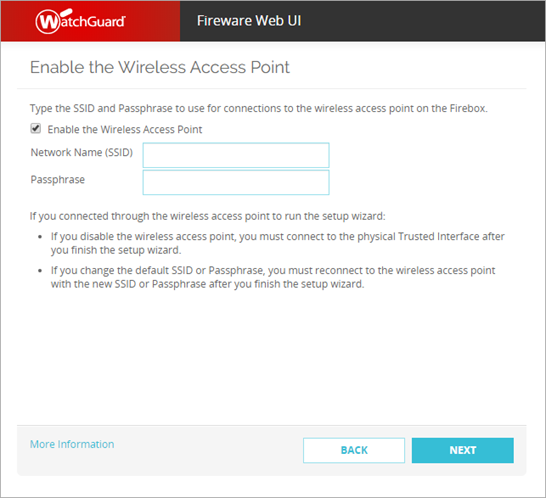 WatchGuard
Fireware Web UI
Enable the Wireless Access Point
Type the SSID and Passphrase to use for connections to the wireless access point on the Firebox.
Enable the Wireless Access Point
Network Name (SSID)
Passphrase
If you connected through the wireless access point to run the setup wizard:
• If you disable the wireless access point, you must connect to the physical Trusted Interface after
you finish the setup wizard.
• If you change the default SSID or Passphrase, you must reconnect to the wireless access point
with the new SSID or Passphrase after you finish the setup wizard.
More Information
BACK
NEXT